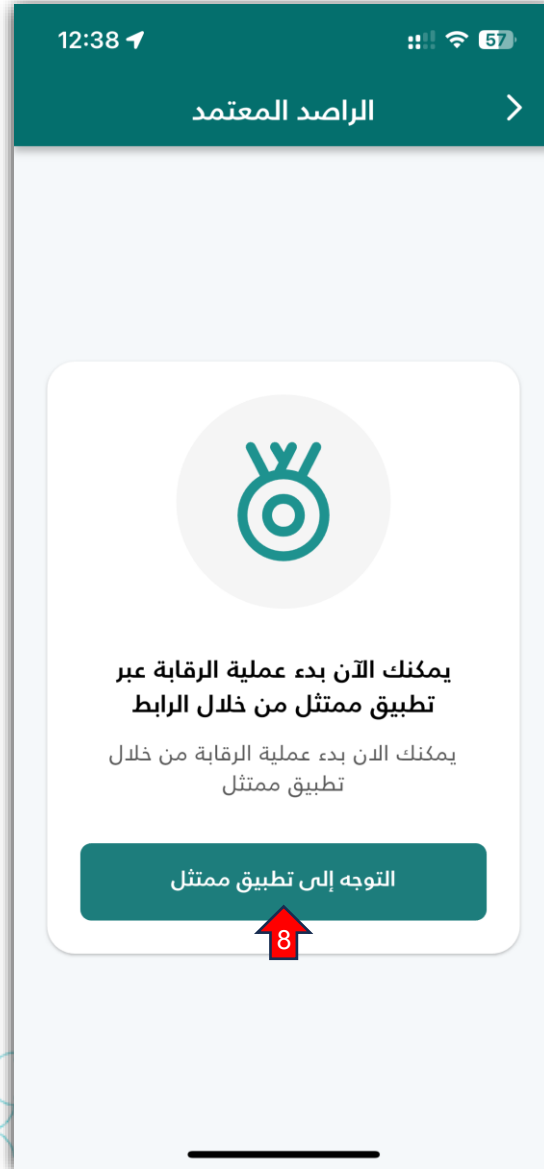 12:38
57
الراصد المعتمد
يمكنك الآن بدء عملية الرقابة عبر
تطبيق ممتثل من خلال الرابط
يمكنك الان بدء عملية الرقابة من خلال
تطبيق ممتثل
التوجه إلى تطبيق ممتثل
8